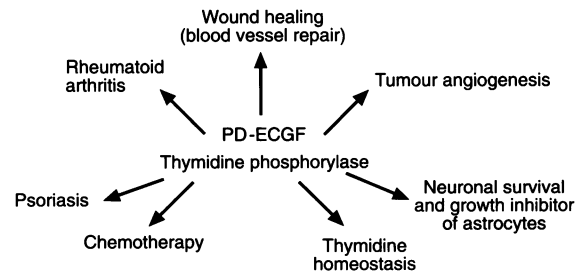 Wound healing
(blood vessel repair)
Rheumatoid
arthritis
Tumour angiogenesis
PD-ECGF
Thymidine phosphorylase
Psoriasis
Neuronal survival
and growth inhibitor
of astrocytes
Chemotherapy
Thymidine
homeostasis